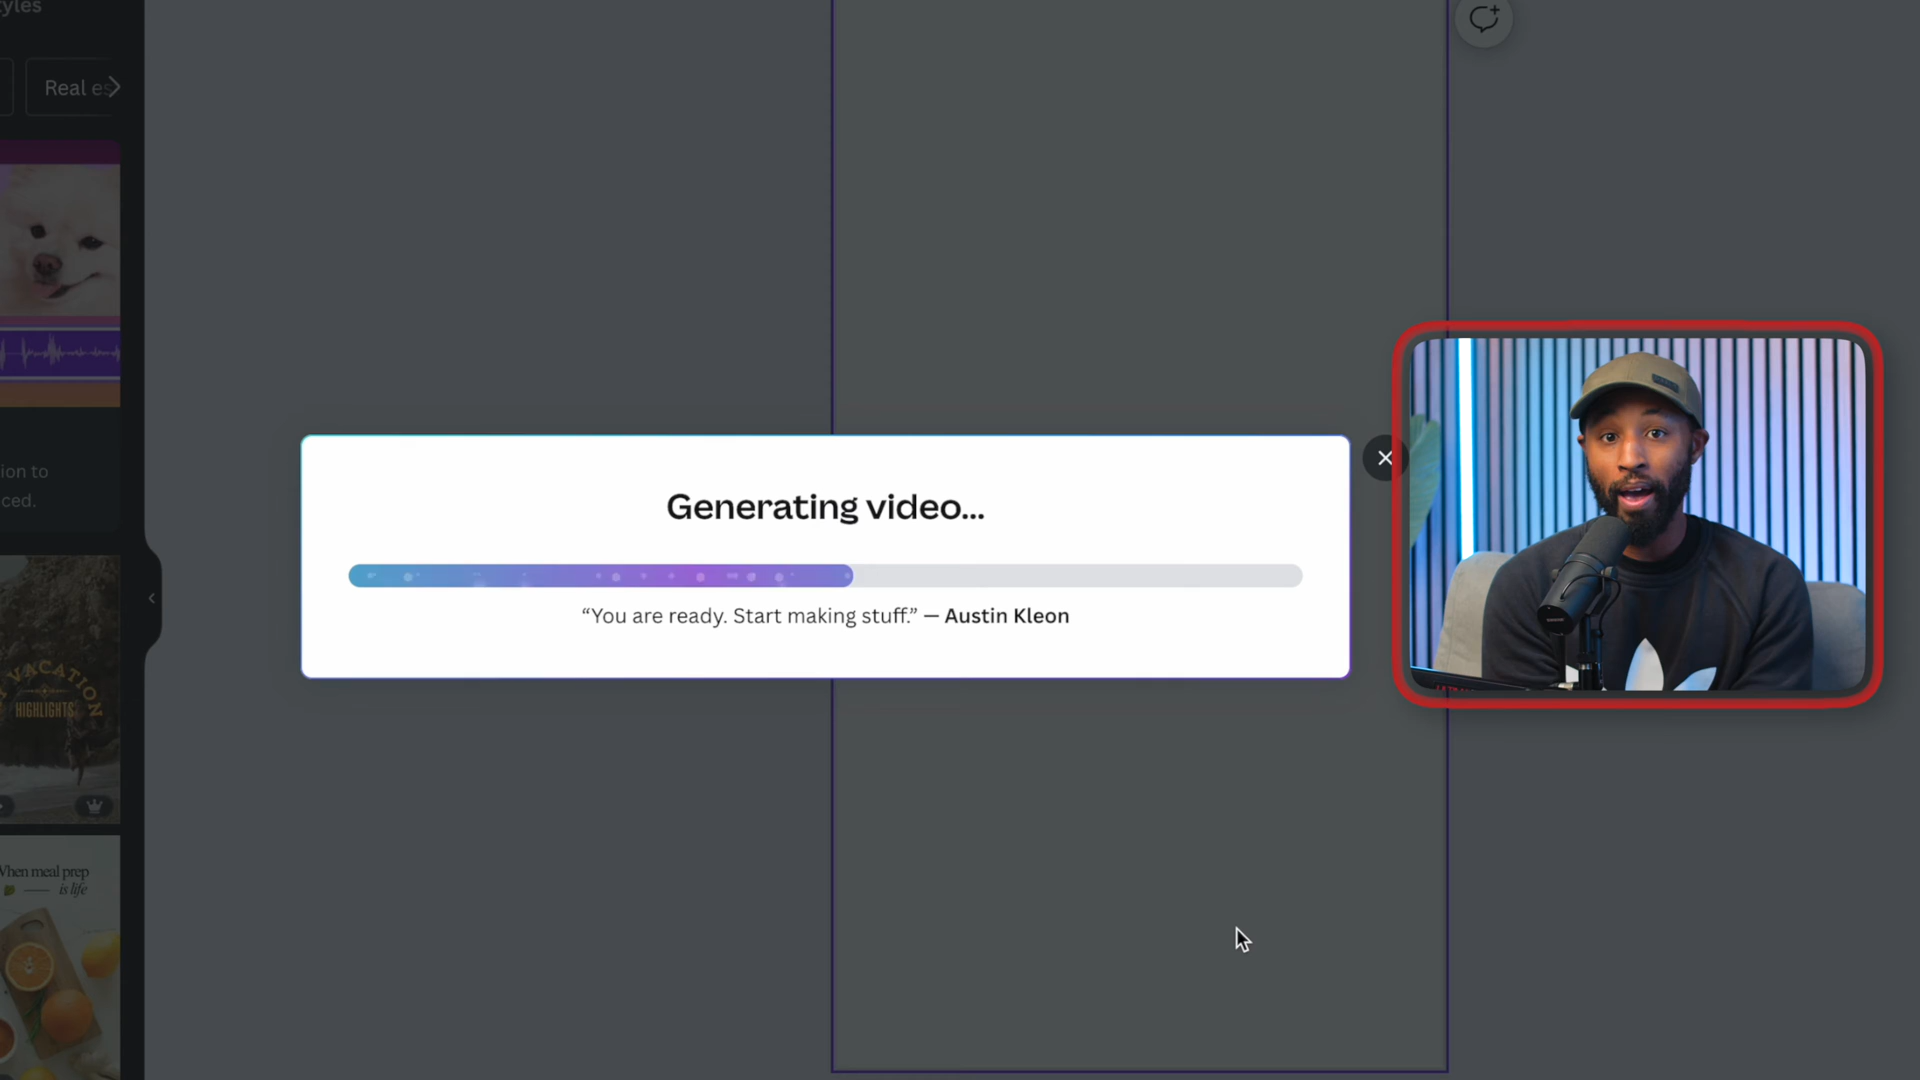 Real es
ion to
ced.
VACATION
HIGHLIGHTS
When meal prep
is life
Generating video...
“You are ready. Start making stuff.” — Austin Kleon